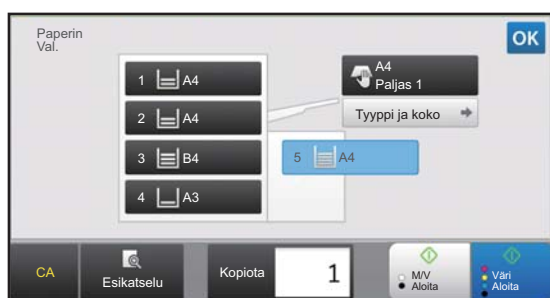 Paperin
Val.
OK
1 A4
2 A4
3 B4
4 A3
A4
Paljas 1
Tyyppi ja koko
5 A4
CA
Esikatselu
Kopiota
1
M/V
Aloita
Väri
Aloita